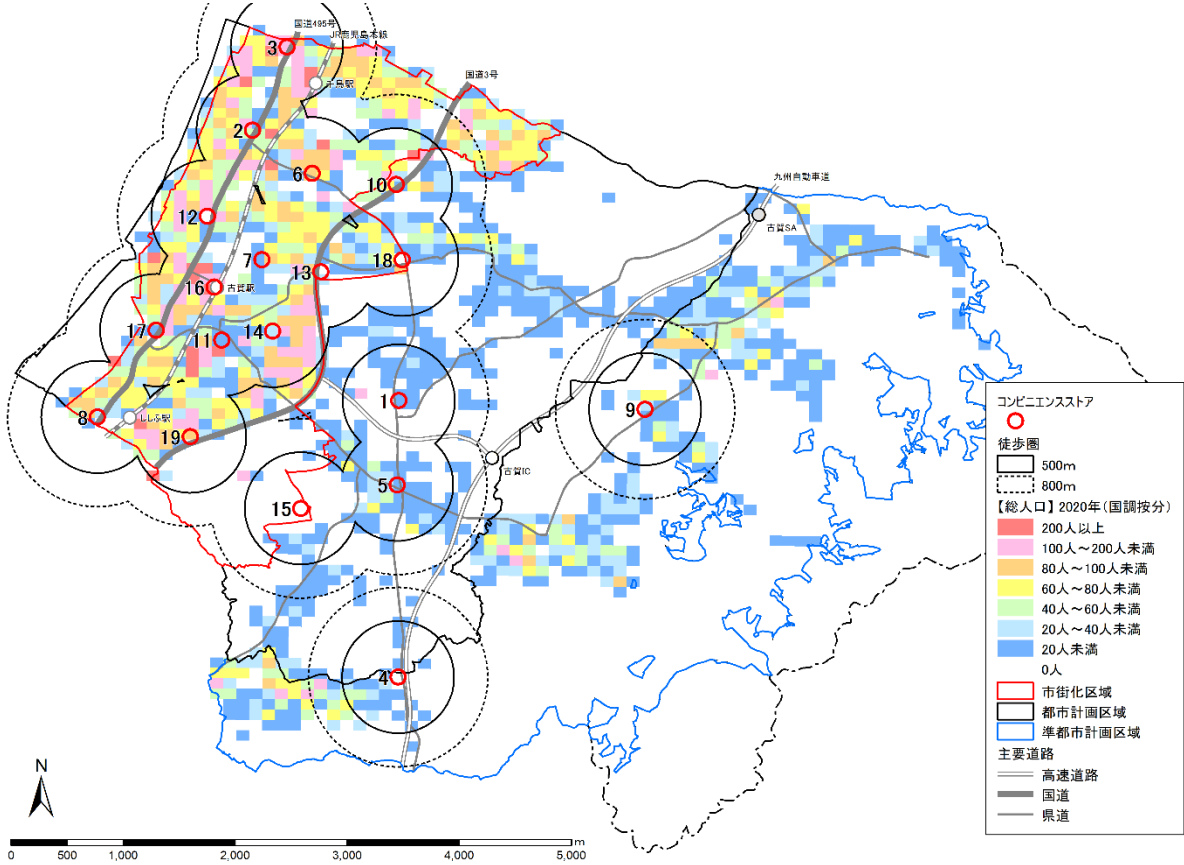 国道495号
JR鹿児島本線
3
千鳥駅
国道3号
2
6
10
九州自動車道
12
古賀SA
7
18
13
16
古賀駅
17
14
11
1
9
8
ししぶ駅
19
古賀IC
5
15
4
コンビニエンスストア
徒歩圏
500m
800m
【総人口】 2020年(国調按分)
200人以上
100人~200人未満
80人~100人未満
60人~80人未満
40人~60人未満
20人~40人未満
20人未満
0人
市街化区域
都市計画区域
準都市計画区域
主要道路
高速道路
国道
県道
N
0 500 1,000 2,000 3,000 4,000 5,000 m